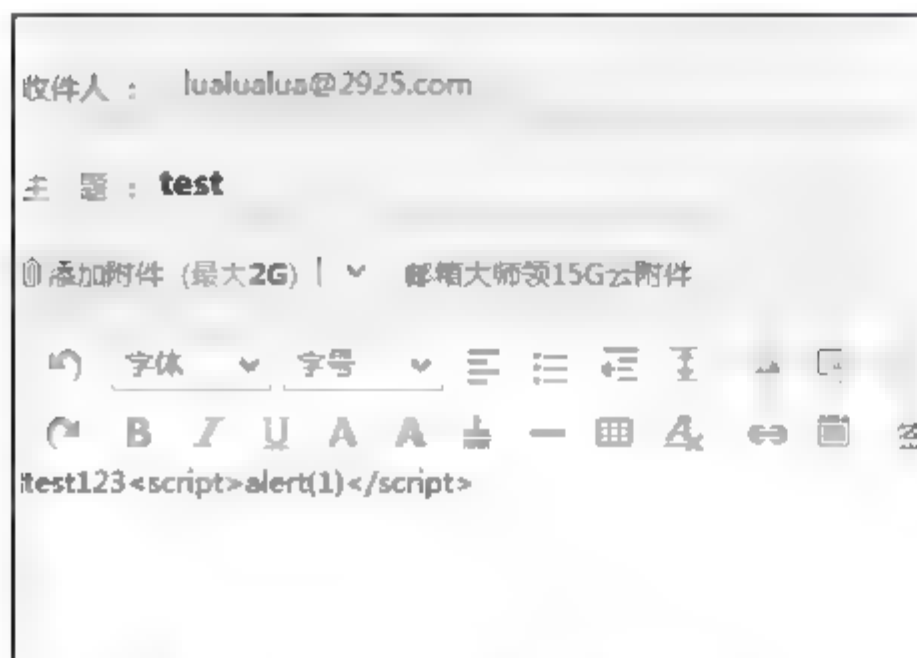 收件人： lualualua@2925.com
主 题：test
添加附件 (最大2G) | 邮箱大师领15G云附件
字体 字号
B I U A A A
test123<script>alert(1)</script>